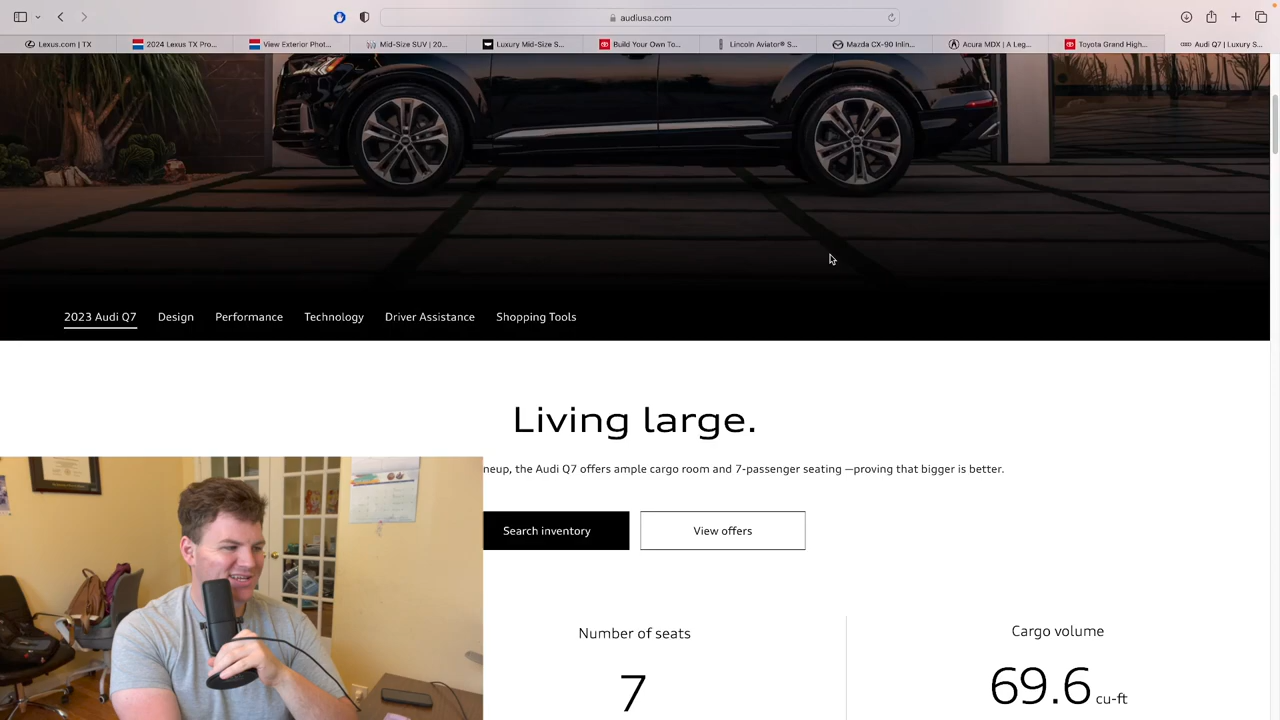 audiusa.com
Lexus.com | TX
2024 Lexus TX Pro...
View Exterior Phot...
Mid-Size SUV | 20...
Luxury Mid-Size S...
Build Your Own To...
Lincoln Aviator® S...
Mazda CX-90 Inlin...
Acura MDX | A Leg...
Toyota Grand High...
Audi Q7 | Luxury S...
2023 Audi Q7
Design
Performance
Technology
Driver Assistance
Shopping Tools
Living large.
neup, the Audi Q7 offers ample cargo room and 7-passenger seating —proving that bigger is better.
Search inventory
View offers
Number of seats
7
Cargo volume
69.6 cu-ft